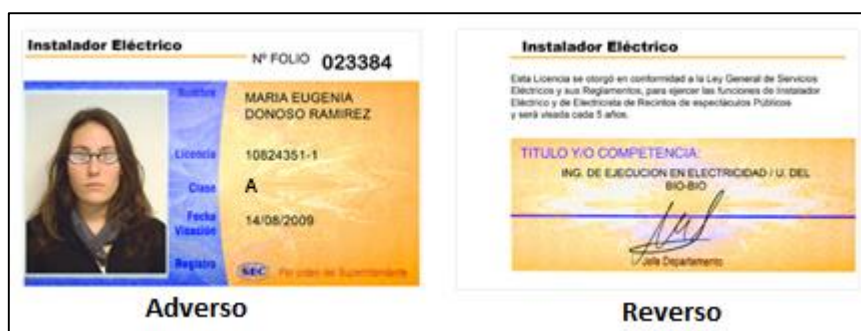 Instalador Eléctrico
Nº FOLIO 023384
Nombre
MARIA EUGENIA
DONOSO RAMIREZ
Licencia
10824351-1
Clase
A
Fecha
Visación
14/08/2009
Registro
SEC Por orden de Superintendente
Adverso
Instalador Eléctrico
Esta Licencia se otorgó en conformidad a la Ley General de Servicios
Eléctricos y sus Reglamentos, para ejercer las funciones de Instalador
Eléctrico y de Electricista de Recintos de espectáculos Públicos
y será visada cada 5 años.
TITULO Y/O COMPETENCIA:
ING. DE EJECUCION EN ELECTRICIDAD / U. DEL
BIO-BIO
Jefe Departamento
Reverso